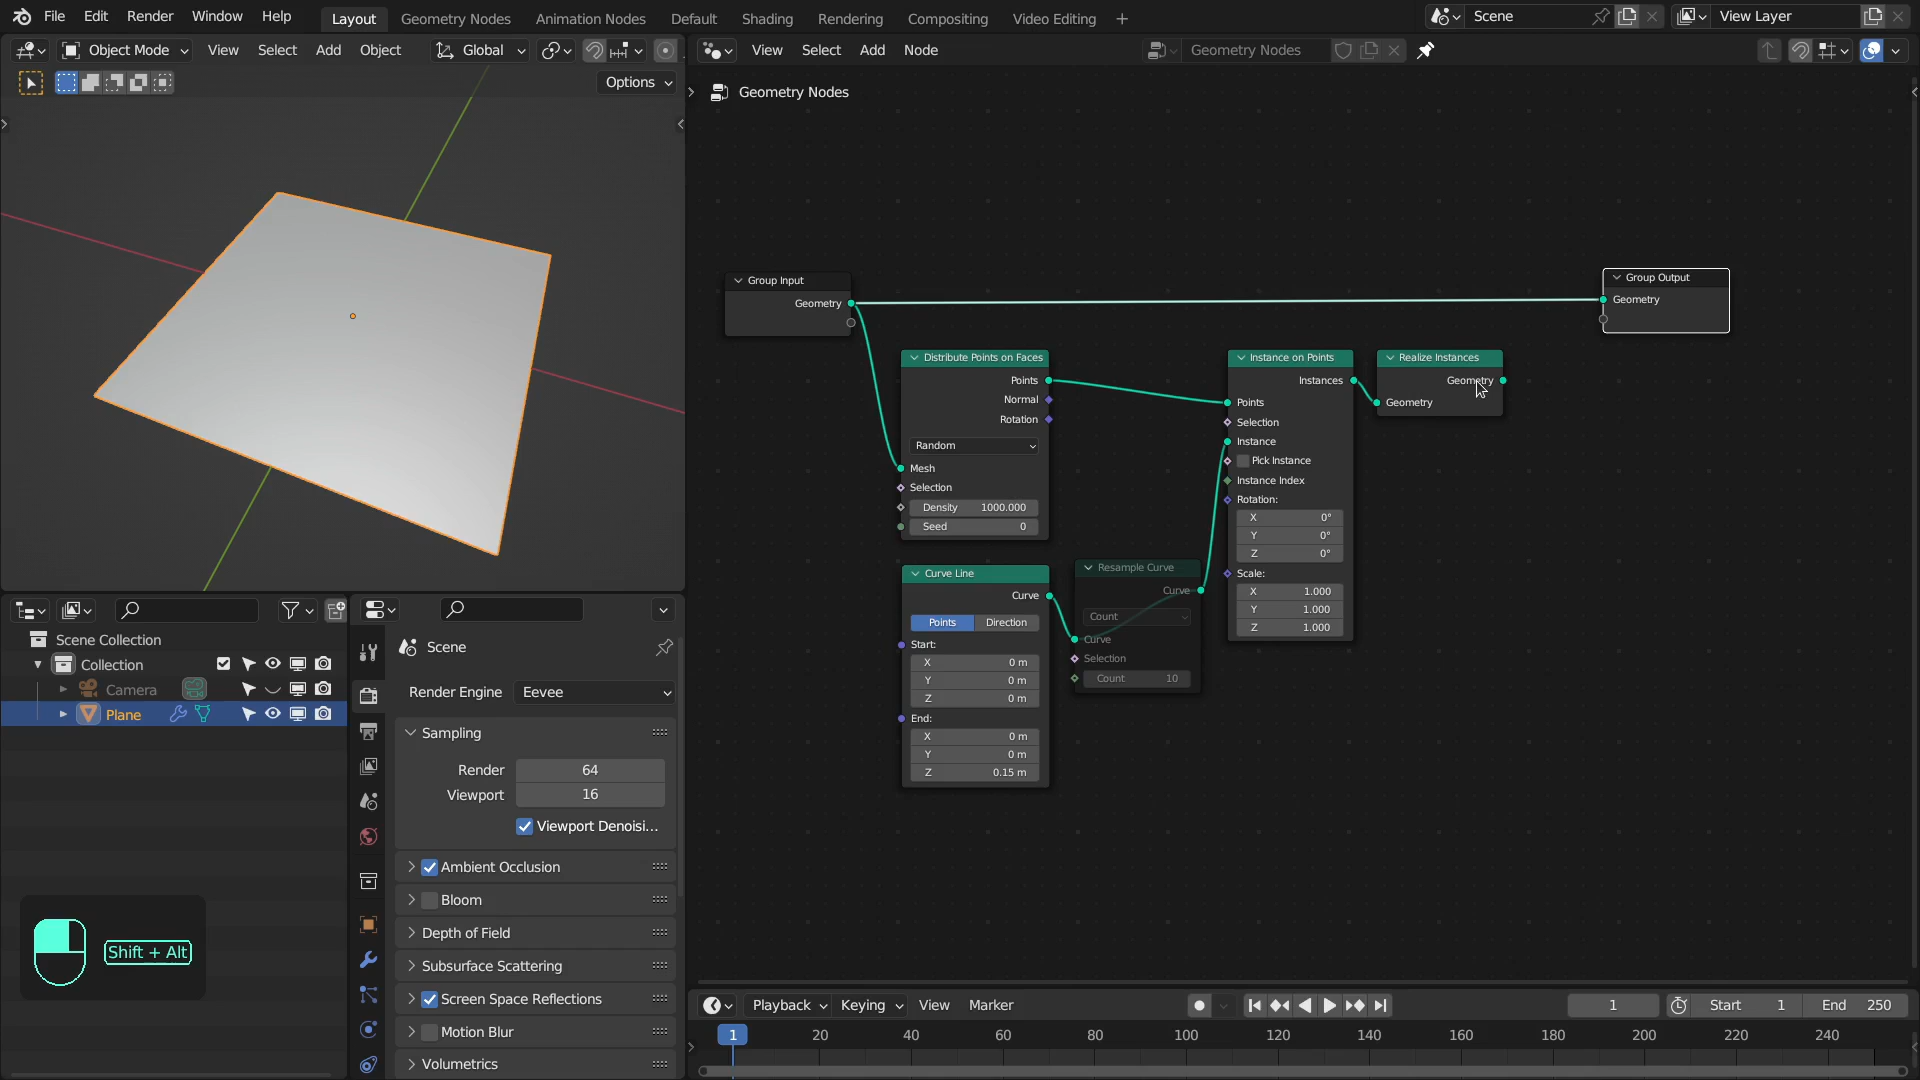 File Edit Render Window Help Layout Geometry Nodes Animation Nodes Default Shading Rendering Compositing Video Editing Scene View Layer
Object Mode View Select Add Object Global View Select Add Node Geometry Nodes
Options
Geometry Nodes
Group Input
Geometry
Group Output
Geometry
Distribute Points on Faces
Points
Normal
Rotation
Random
Mesh
Selection
Density 1000.000
Seed 0
Instance on Points
Instances
Points
Selection
Instance
Pick Instance
Instance Index
Rotation:
X 0°
Y 0°
Z 0°
Scale:
X 1.000
Y 1.000
Z 1.000
Realize Instances
Geometry
Geometry
Curve Line
Curve
Points Direction
Start:
X 0 m
Y 0 m
Z 0 m
End:
X 0 m
Y 0 m
Z 0.15 m
Resample Curve
Curve
Count
Curve
Selection
Count 10
Scene Collection
Collection
Camera
Plane
Shift + Alt
Scene
Render Engine Eevee
Sampling
Render 64
Viewport 16
Viewport Denoisi...
Ambient Occlusion
Bloom
Depth of Field
Subsurface Scattering
Screen Space Reflections
Motion Blur
Volumetrics
Playback Keying View Marker 1 Start 1 End 250
1 20 40 60 80 100 120 140 160 180 200 220 240